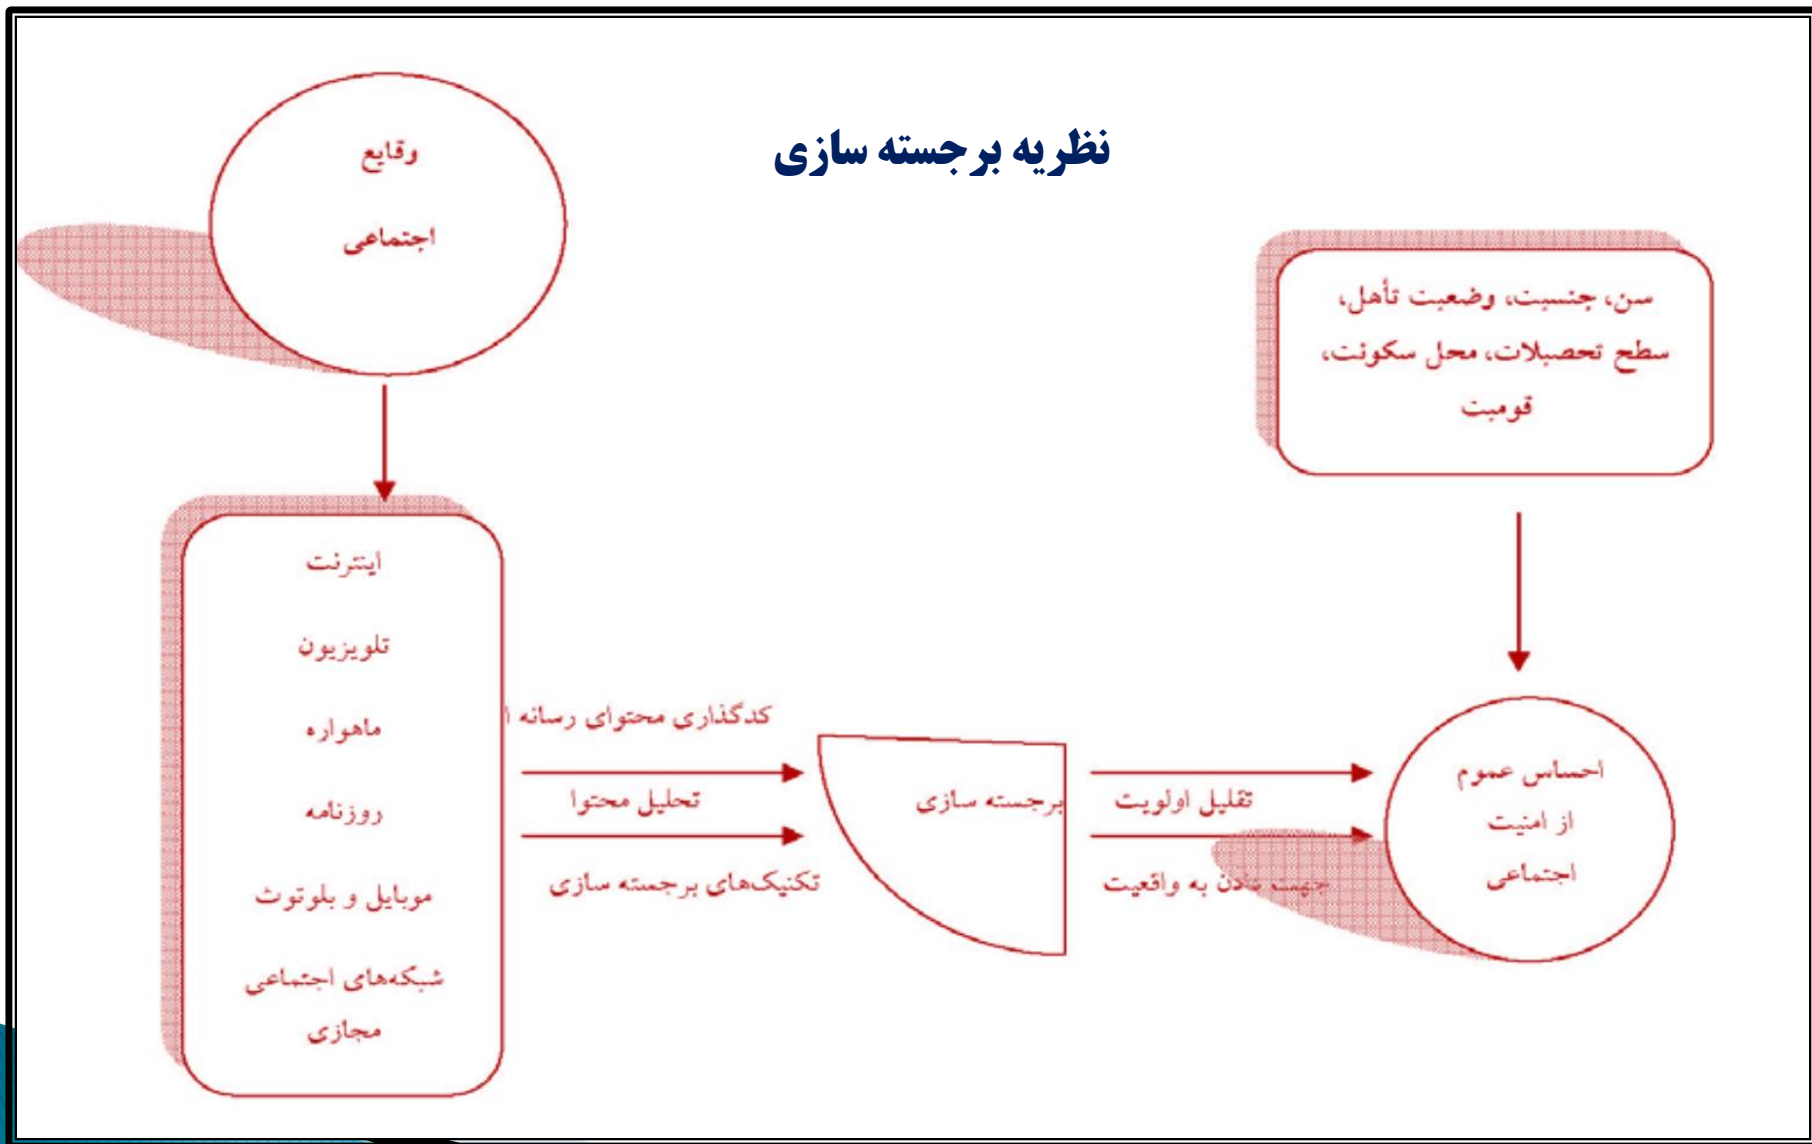 نظریه برجسته سازی
وقایع
اجتماعی
سن، جنسیت، وضعیت تأهل،
سطح تحصیلات، محل سکونت،
قومیت
اینترنت
تلویزیون
ماهواره
روزنامه
موبایل و بلوتوث
شبکه‌های اجتماعی
مجازی
کدگذاری محتوای رسانه ا
تحلیل محتوا
تکنیک‌های برجسته سازی
برجسته سازی
تقلیل اولویت
جهت دادن به واقعیت
احساس عموم
از امنیت
اجتماعی